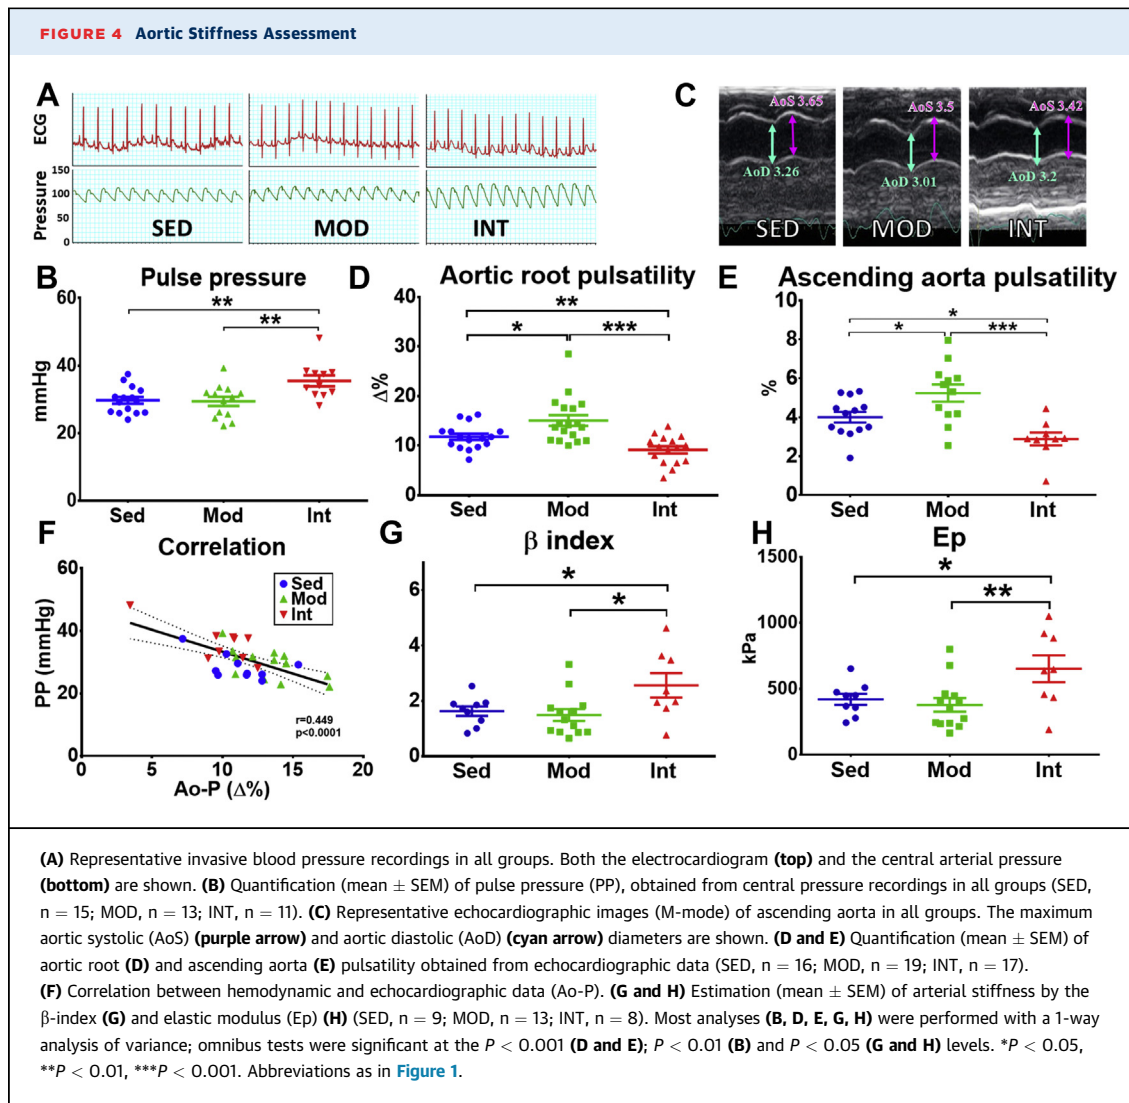 FIGURE 4 Aortic Stiffness Assessment
A
ECG
Pressure
150
100
50
0
SED
MOD
INT
C
AoS 3.65
AoD 3.26
SED
AoS 3.5
AoD 3.01
MOD
AoS 3.42
AoD 3.2
INT
B
Pulse pressure
mmHg
60
40
20
0
**
**
Sed
Mod
Int
D
Aortic root pulsatility
Δ%
40
30
20
10
0
**
*
***
Sed
Mod
Int
E
Ascending aorta pulsatility
%
10
8
6
4
2
0
*
*
***
Sed
Mod
Int
F
Correlation
PP (mmHg)
60
40
20
0
Sed
Mod
Int
r=0.449
p<0.0001
0 5 10 15 20
Ao-P (Δ%)
G
β index
6
4
2
0
*
*
Sed
Mod
Int
H
Ep
kPa
1500
1000
500
0
*
**
Sed
Mod
Int
(A) Representative invasive blood pressure recordings in all groups. Both the electrocardiogram (top) and the central arterial pressure
(bottom) are shown. (B) Quantification (mean ± SEM) of pulse pressure (PP), obtained from central pressure recordings in all groups (SED,
n = 15; MOD, n = 13; INT, n = 11). (C) Representative echocardiographic images (M-mode) of ascending aorta in all groups. The maximum
aortic systolic (AoS) (purple arrow) and aortic diastolic (AoD) (cyan arrow) diameters are shown. (D and E) Quantification (mean ± SEM) of
aortic root (D) and ascending aorta (E) pulsatility obtained from echocardiographic data (SED, n = 16; MOD, n = 19; INT, n = 17).
(F) Correlation between hemodynamic and echocardiographic data (Ao-P). (G and H) Estimation (mean ± SEM) of arterial stiffness by the
β-index (G) and elastic modulus (Ep) (H) (SED, n = 9; MOD, n = 13; INT, n = 8). Most analyses (B, D, E, G, H) were performed with a 1-way
analysis of variance; omnibus tests were significant at the P < 0.001 (D and E); P < 0.01 (B) and P < 0.05 (G and H) levels. *P < 0.05,
**P < 0.01, ***P < 0.001. Abbreviations as in Figure 1.